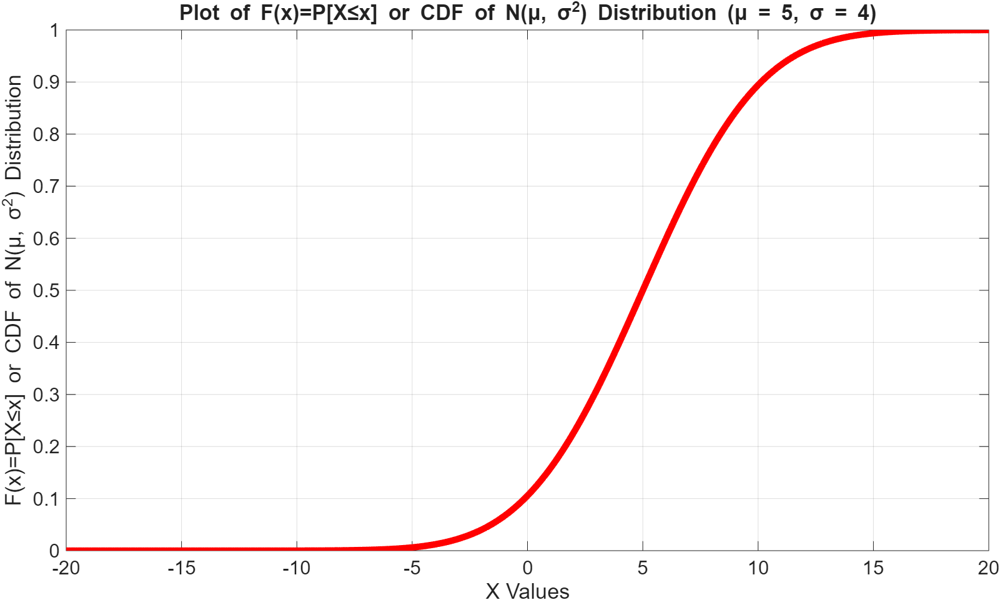 Plot of F(x)=P[X≤x] or CDF of N(μ, σ²) Distribution (μ = 5, σ = 4)
F(x)=P[X≤x] or CDF of N(μ, σ²) Distribution
1
0.9
0.8
0.7
0.6
0.5
0.4
0.3
0.2
0.1
0
-20 -15 -10 -5 0 5 10 15 20
X Values